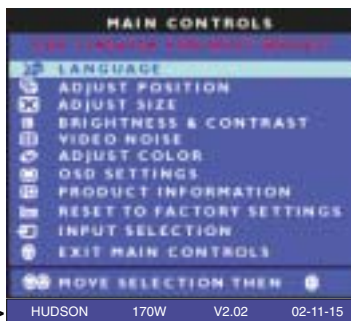 MAIN CONTROLS
LANGUAGE
ADJUST POSITION
ADJUST SIZE
BRIGHTNESS & CONTRAST
VIDEO NOISE
ADJUST COLOR
OSD SETTINGS
PRODUCT INFORMATION
RESET TO FACTORY SETTINGS
INPUT SELECTION
EXIT MAIN CONTROLS
MOVE SELECTION THEN
HUDSON 170W V2.02 02-11-15